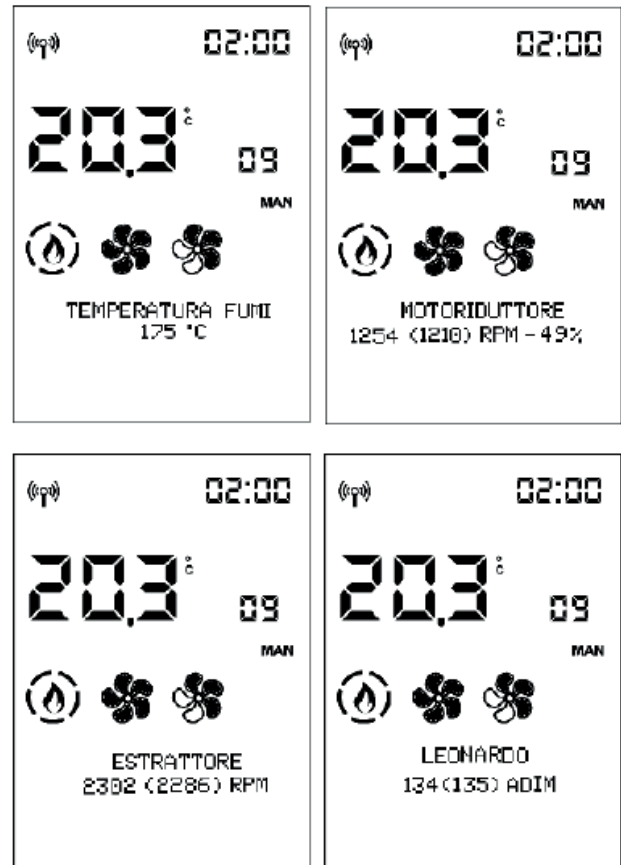 02:00
20.3 °C
09
MAN
TEMPERATURA FUMI
175 °C
02:00
20.3 °C
09
MAN
MOTORIDUTTORE
1254 (1210) RPM - 49%
02:00
20.3 °C
09
MAN
ESTRATTORE
2302 (2286) RPM
02:00
20.3 °C
09
MAN
LEONARDO
134(135) ADIM